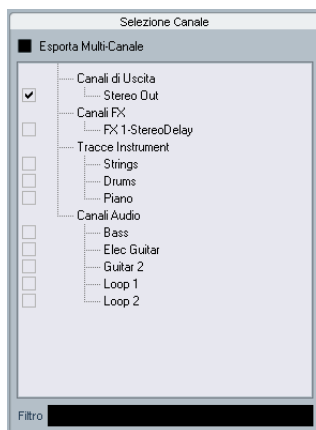 Selezione Canale
Esporta Multi-Canale
Canali di Uscita
Stereo Out
Canali FX
FX 1-StereoDelay
Tracce Instrument
Strings
Drums
Piano
Canali Audio
Bass
Elec Guitar
Guitar 2
Loop 1
Loop 2
Filtro